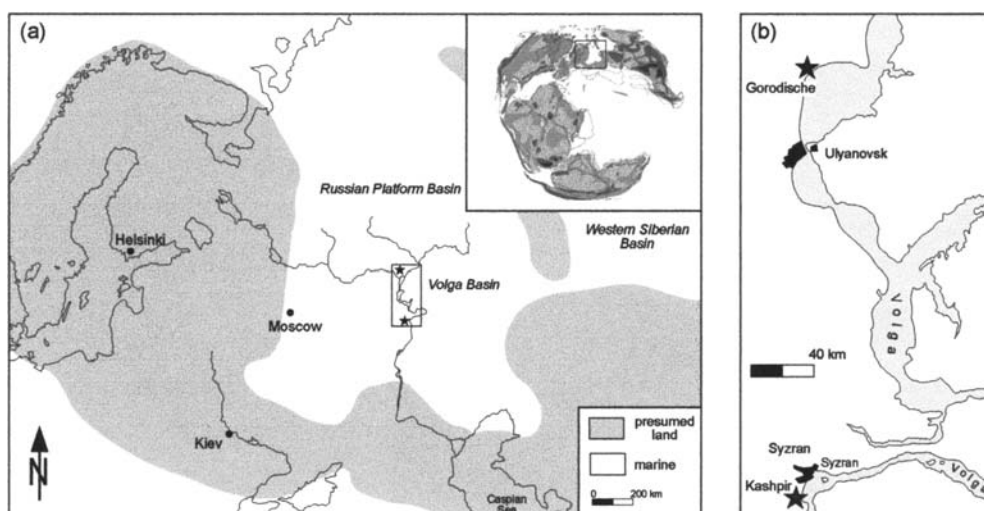 (a)
Russian Platform Basin
Western Siberian
Basin
Helsinki
Volga Basin
Moscow
Kiev
Caspian
Sea
N
presumed
land
marine
0 200 km
(b)
Gorodische
Ulyanovsk
Volga
40 km
Syzran
Syzran
Kashpir
Volga